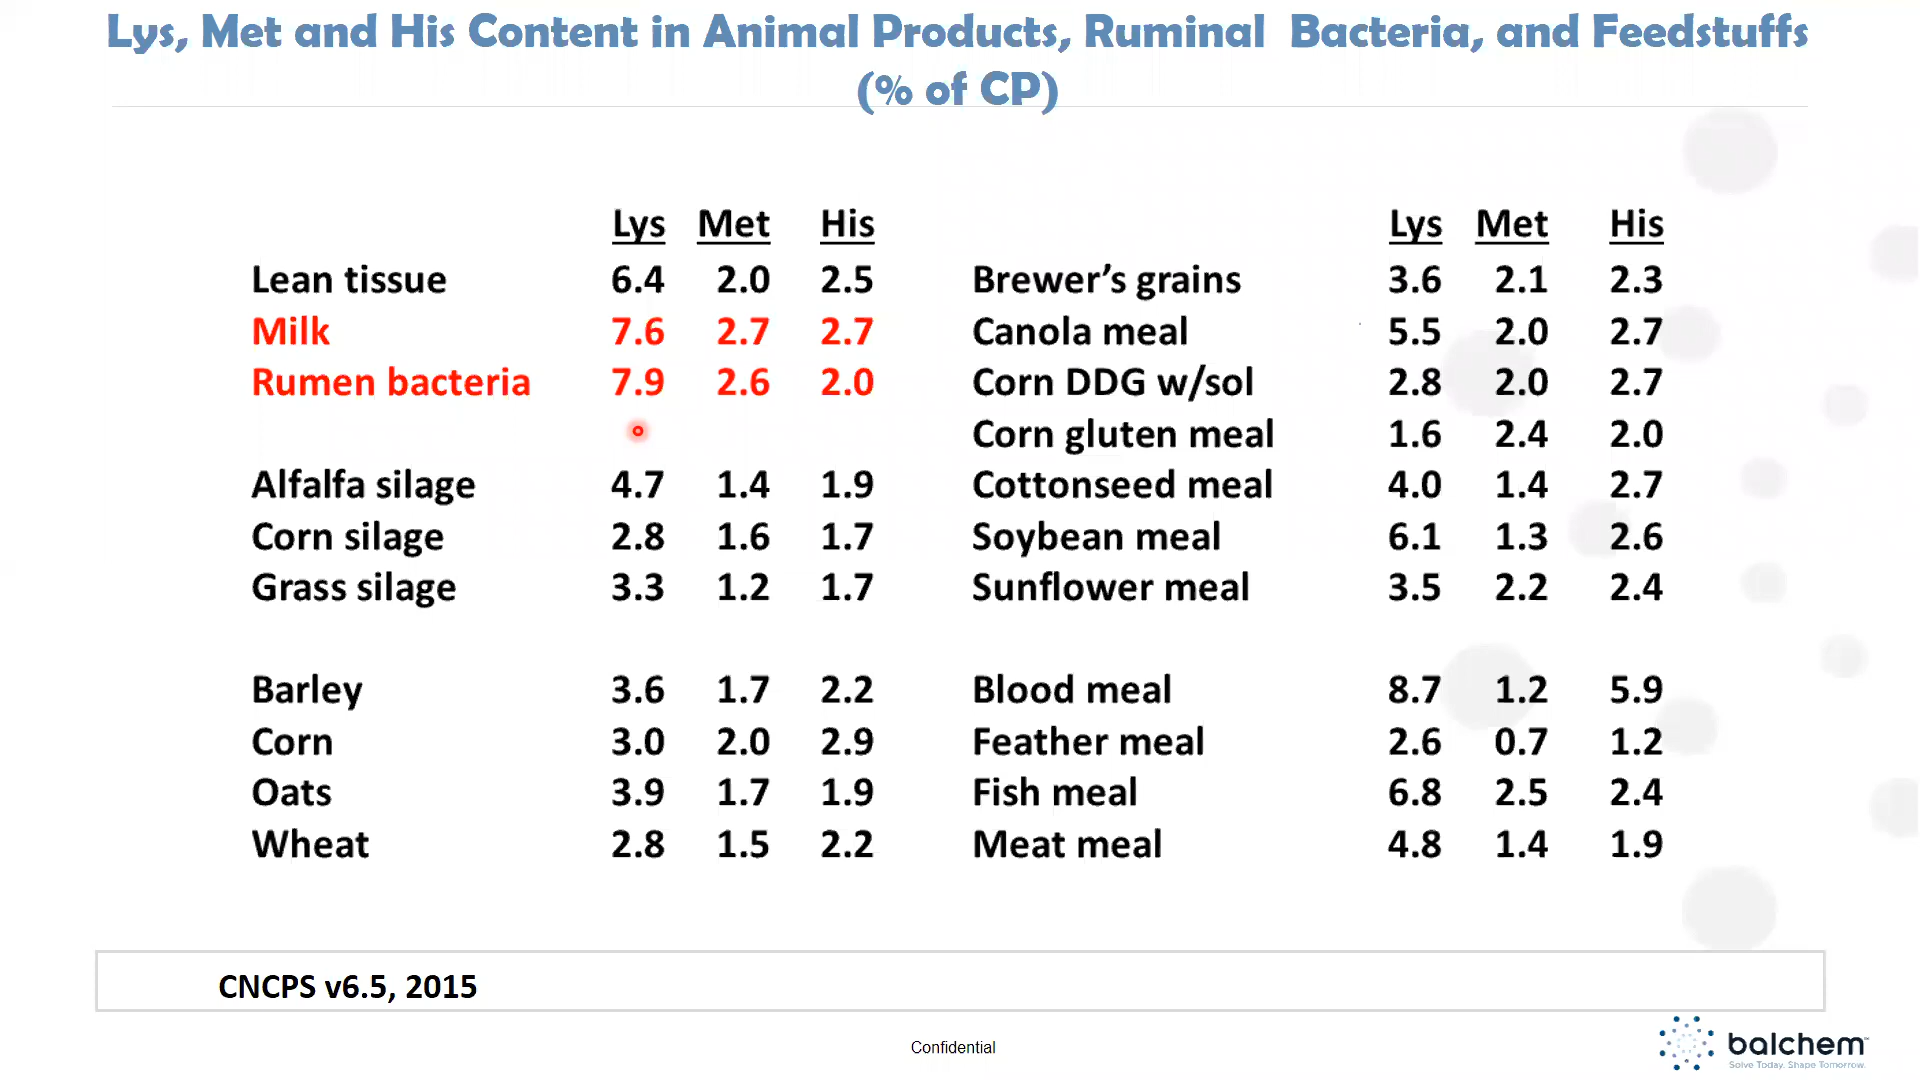 Lys, Met and His Content in Animal Products, Ruminal Bacteria, and Feedstuffs
(% of CP)
Lys Met His
Lean tissue 6.4 2.0 2.5
Milk 7.6 2.7 2.7
Rumen bacteria 7.9 2.6 2.0
Alfalfa silage 4.7 1.4 1.9
Corn silage 2.8 1.6 1.7
Grass silage 3.3 1.2 1.7
Barley 3.6 1.7 2.2
Corn 3.0 2.0 2.9
Oats 3.9 1.7 1.9
Wheat 2.8 1.5 2.2
Lys Met His
Brewer’s grains 3.6 2.1 2.3
Canola meal 5.5 2.0 2.7
Corn DDG w/sol 2.8 2.0 2.7
Corn gluten meal 1.6 2.4 2.0
Cottonseed meal 4.0 1.4 2.7
Soybean meal 6.1 1.3 2.6
Sunflower meal 3.5 2.2 2.4
Blood meal 8.7 1.2 5.9
Feather meal 2.6 0.7 1.2
Fish meal 6.8 2.5 2.4
Meat meal 4.8 1.4 1.9
CNCPS v6.5, 2015
Confidential
balchem™
Solve Today. Shape Tomorrow.